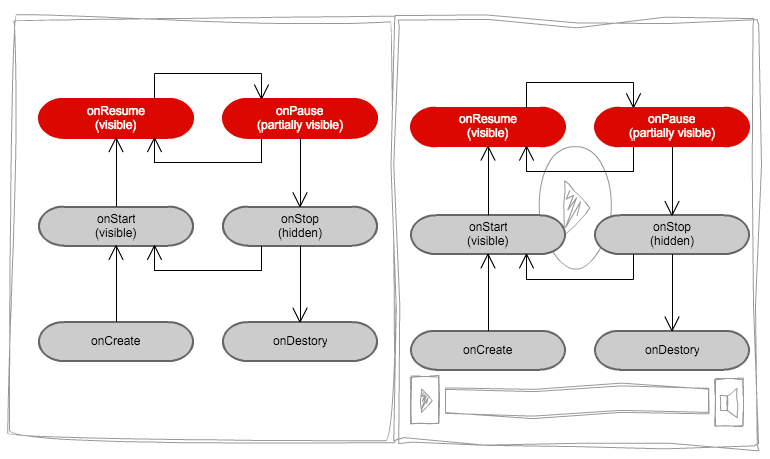 onResume
(visible)
onPause
(partially visible)
onStart
(visible)
onStop
(hidden)
onCreate
onDestory
onResume
(visible)
onPause
(partially visible)
onStart
(visible)
onStop
(hidden)
onCreate
onDestory